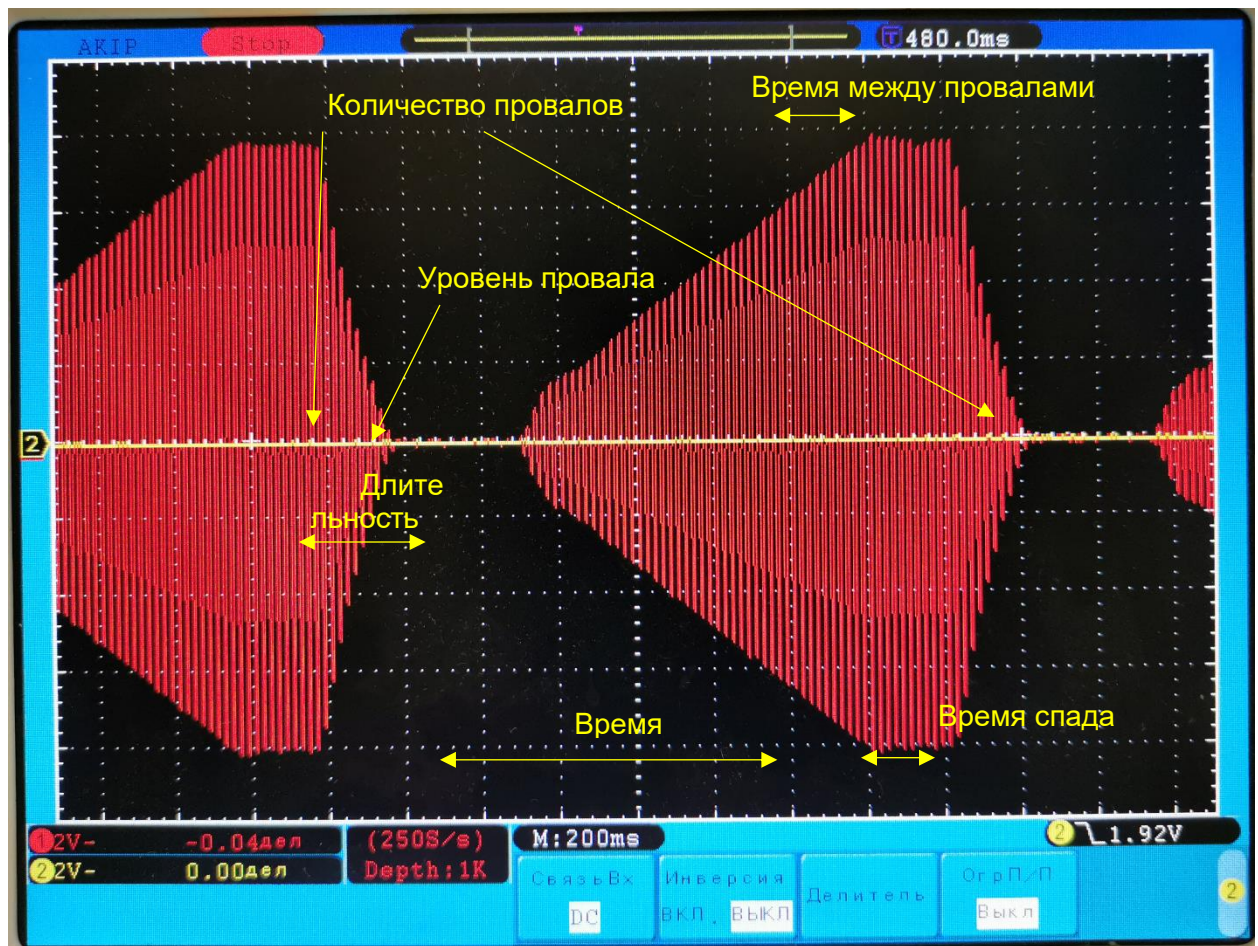 AKIP
Stop
T 480.0ms
Количество провалов
Время между провалами
Уровень провала
Длите
льность
Время
Время спада
2
1 2V- -0.04дел
2 2V- 0.00дел
(250S/s)
Depth:1K
M:200ms
2 1.92V
СвязьВх
DC
Инверсия
ВКЛ. ВЫКЛ
Делитель
ОгрП/П
Выкл
2